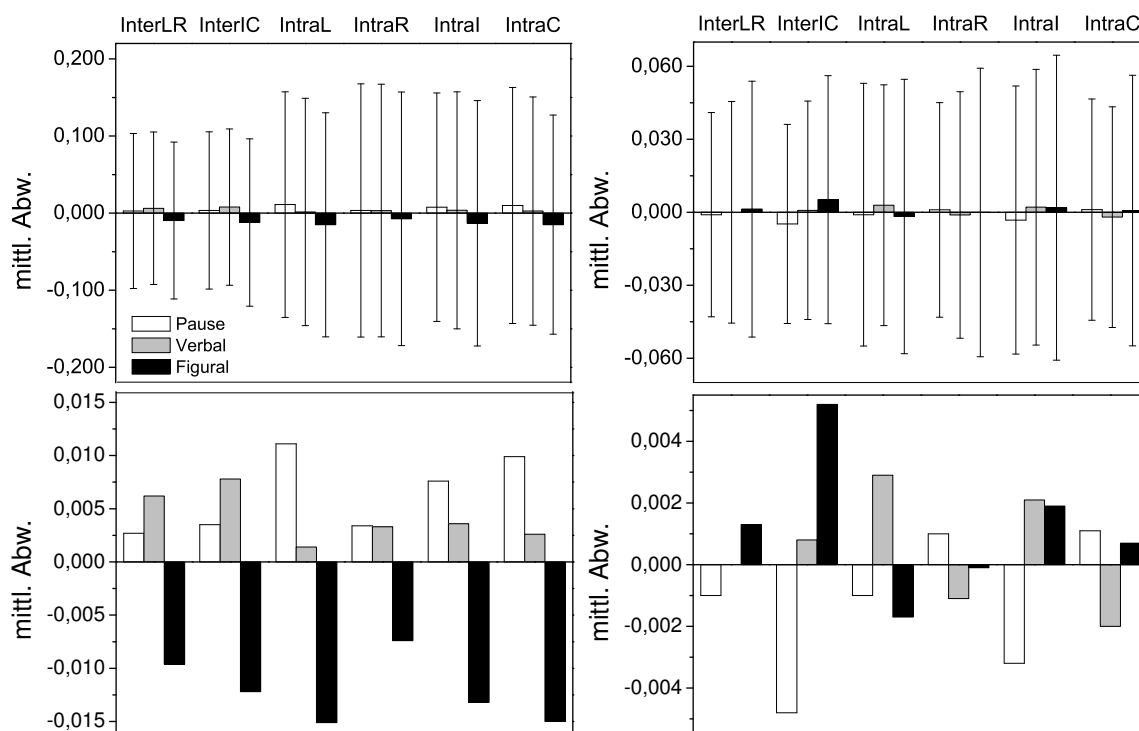 InterLR InterIC IntraL IntraR IntraI IntraC
0,200
0,100
0,000
-0,100
-0,200
mittl. Abw.
Pause
Verbal
Figural
InterLR InterIC IntraL IntraR IntraI IntraC
0,060
0,030
0,000
-0,030
-0,060
mittl. Abw.
0,015
0,010
0,005
0,000
-0,005
-0,010
-0,015
mittl. Abw.
0,004
0,002
0,000
-0,002
-0,004
mittl. Abw.